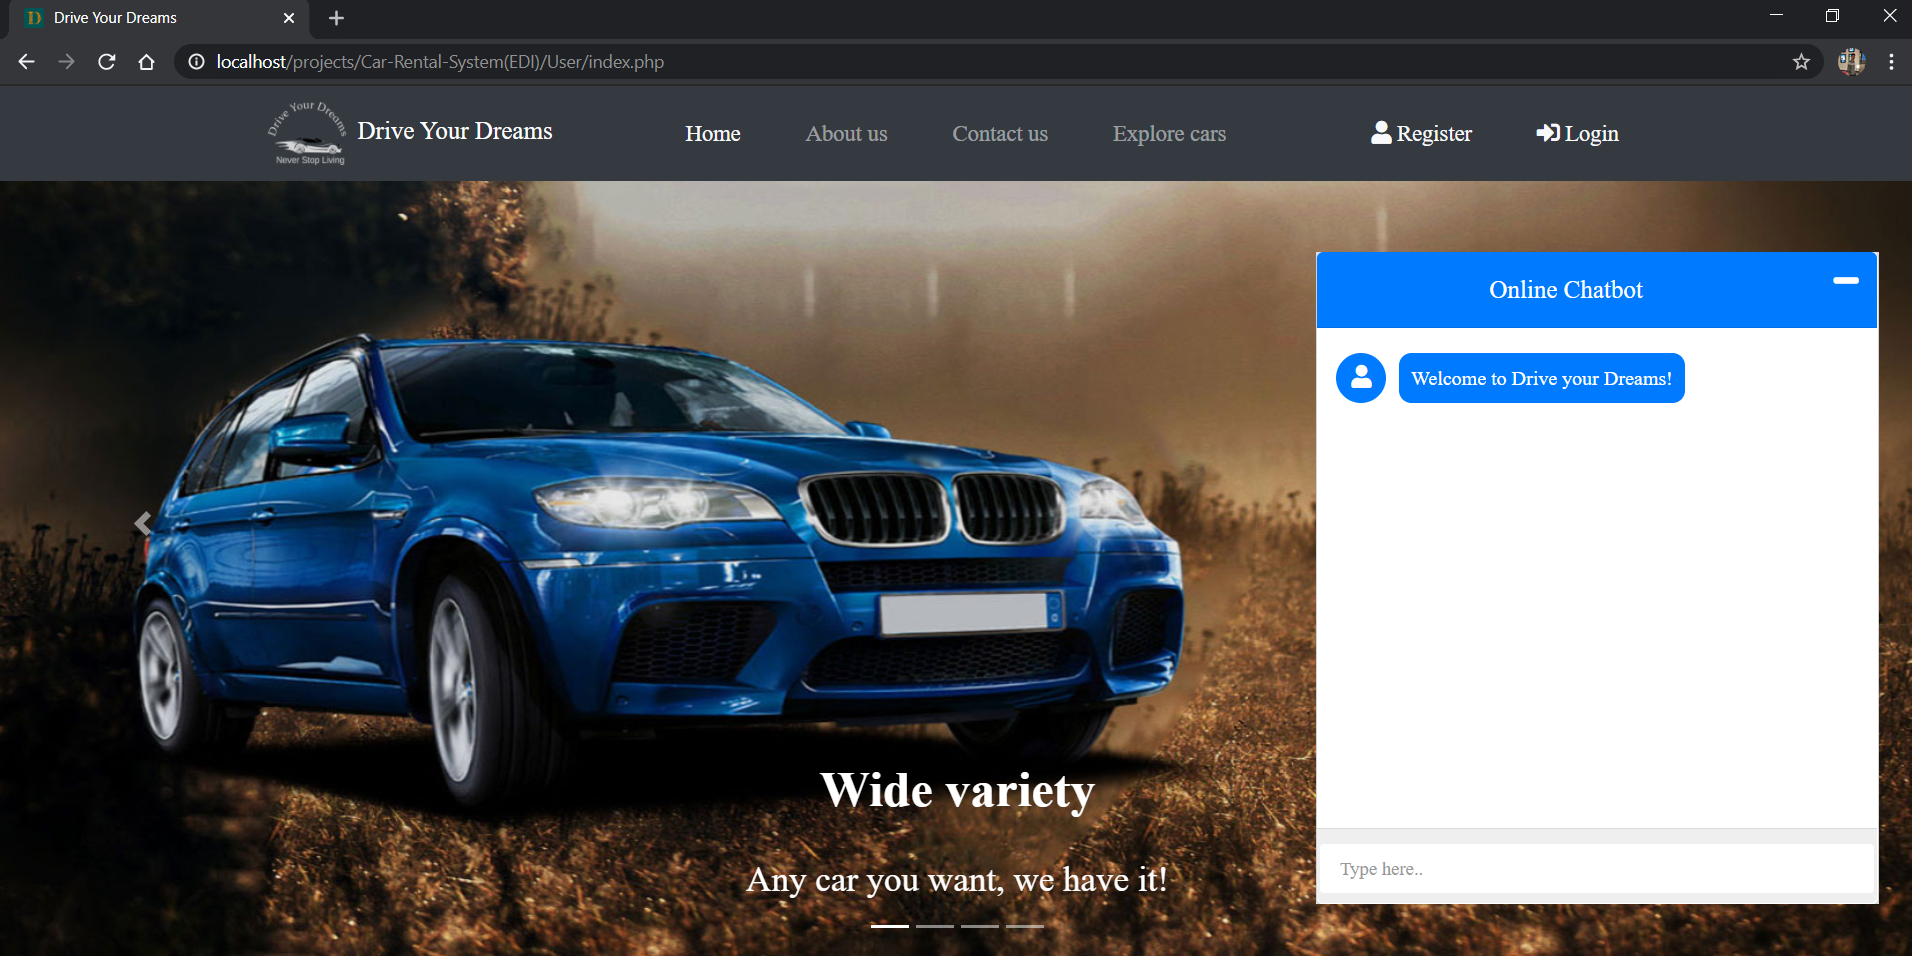 Drive Your Dreams
localhost/projects/Car-Rental-System(EDI)/User/index.php
Drive Your Dreams
Never Stop Living
Drive Your Dreams
Home
About us
Contact us
Explore cars
Register
Login
Online Chatbot
Welcome to Drive your Dreams!
Wide variety
Any car you want, we have it!
Type here..